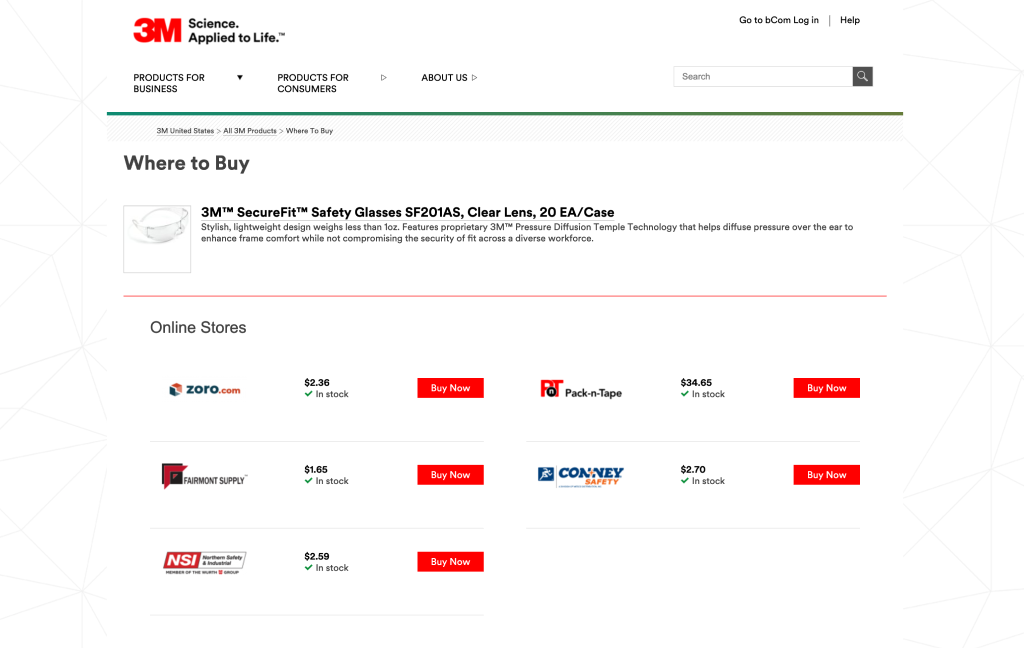 3M Science.
Applied to Life.™
Go to bCom Log in | Help
PRODUCTS FOR BUSINESS ▼
PRODUCTS FOR CONSUMERS ▷
ABOUT US ▷
Search
3M United States > All 3M Products > Where To Buy
Where to Buy
3M™ SecureFit™ Safety Glasses SF201AS, Clear Lens, 20 EA/Case
Stylish, lightweight design weighs less than 1oz. Features proprietary 3M™ Pressure Diffusion Temple Technology that helps diffuse pressure over the ear to
enhance frame comfort while not compromising the security of fit across a diverse workforce.
Online Stores
zoro.com
$2.36
✓ In stock
Buy Now
PnT Pack-n-Tape
$34.65
✓ In stock
Buy Now
FAIRMONT SUPPLY™
$1.65
✓ In stock
Buy Now
CONNEY
SAFETY
$2.70
✓ In stock
Buy Now
NSI Northern Safety
& Industrial
MEMBER OF THE WURTH GROUP
$2.59
✓ In stock
Buy Now